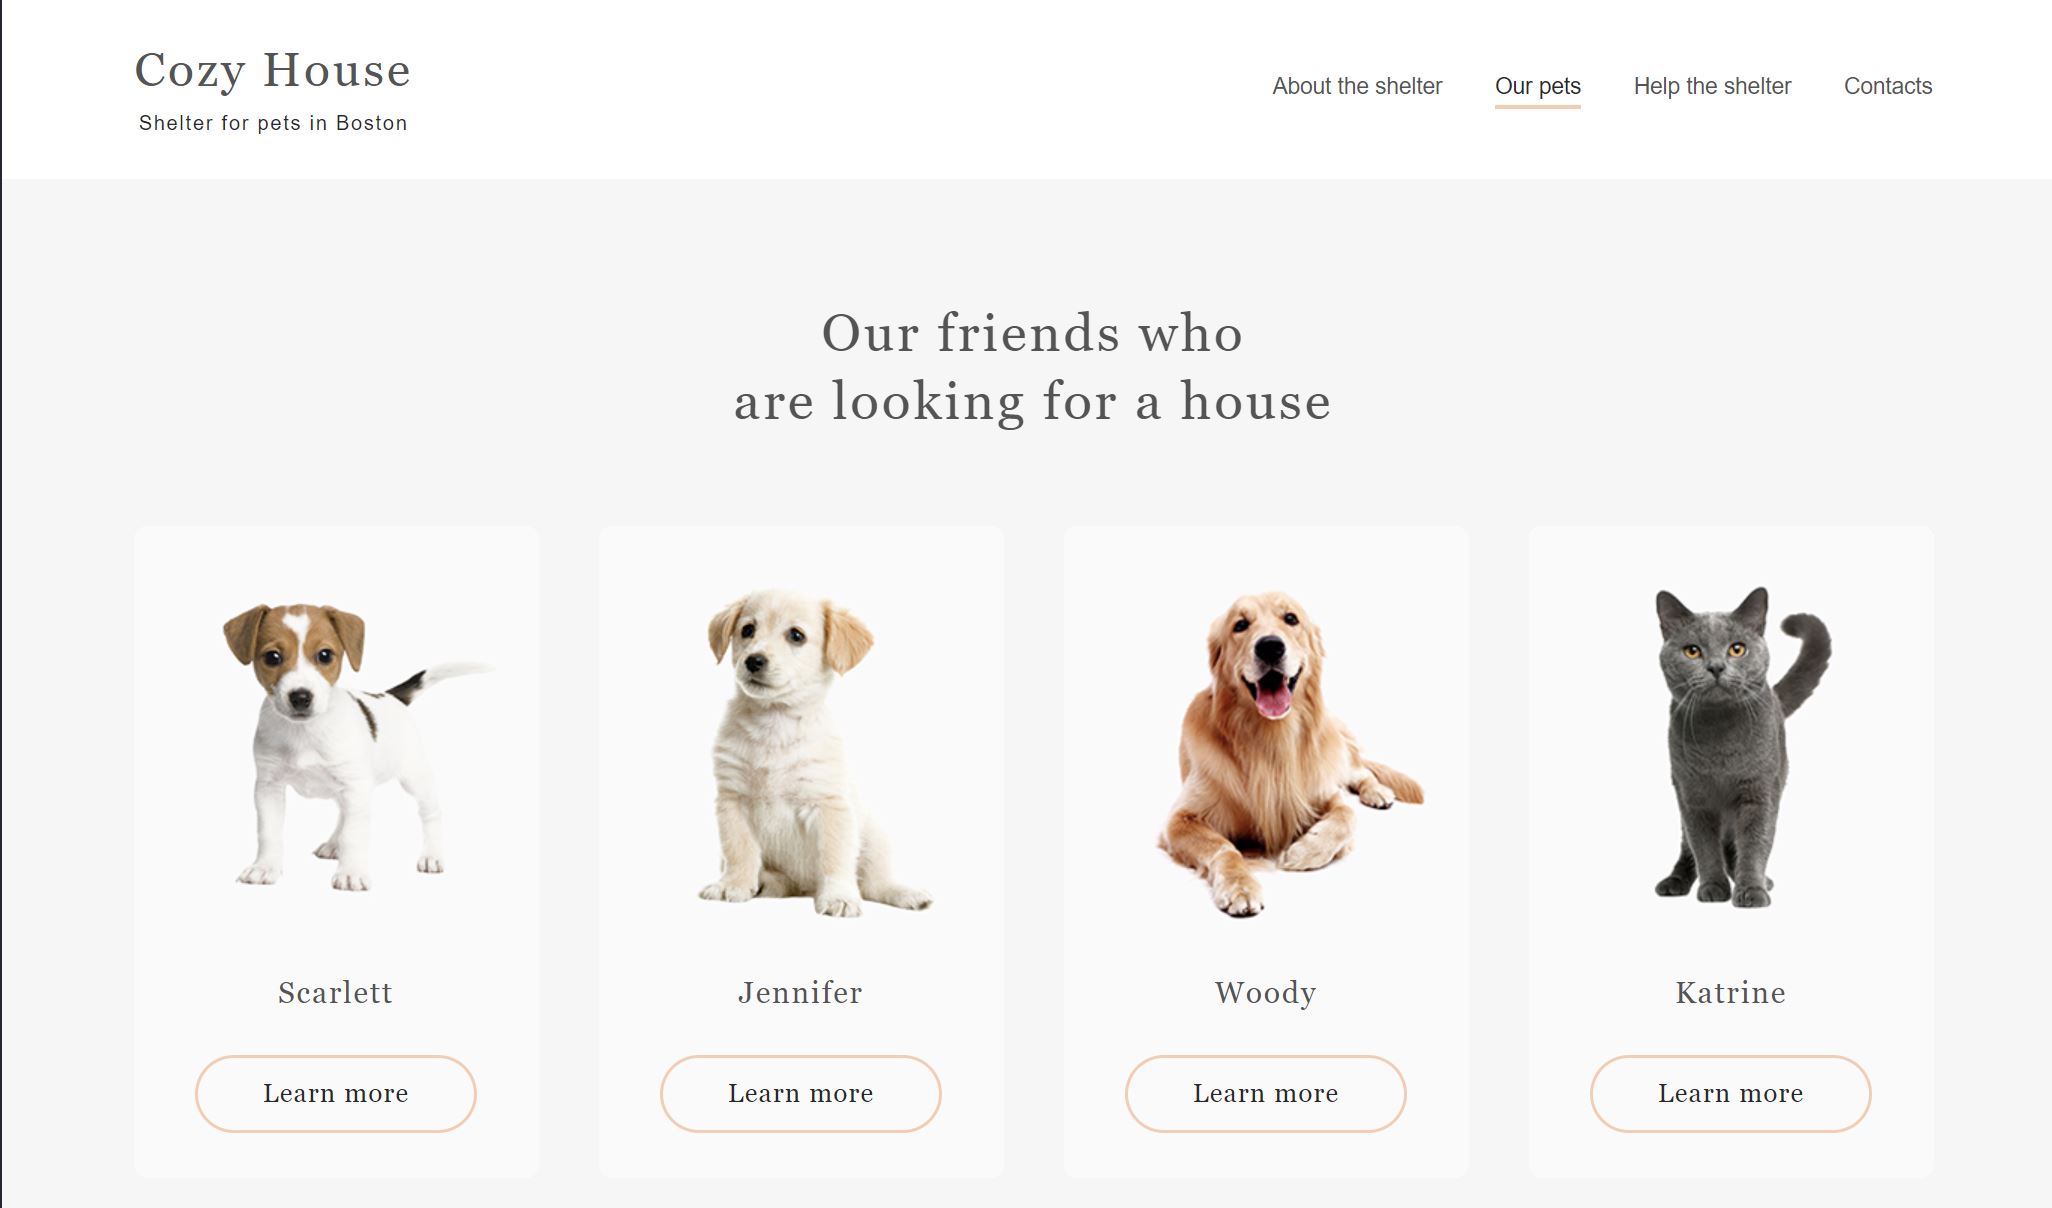 Cozy House
Shelter for pets in Boston
About the shelter
Our pets
Help the shelter
Contacts
Our friends who
are looking for a house
Scarlett
Jennifer
Woody
Katrine
Learn more
Learn more
Learn more
Learn more